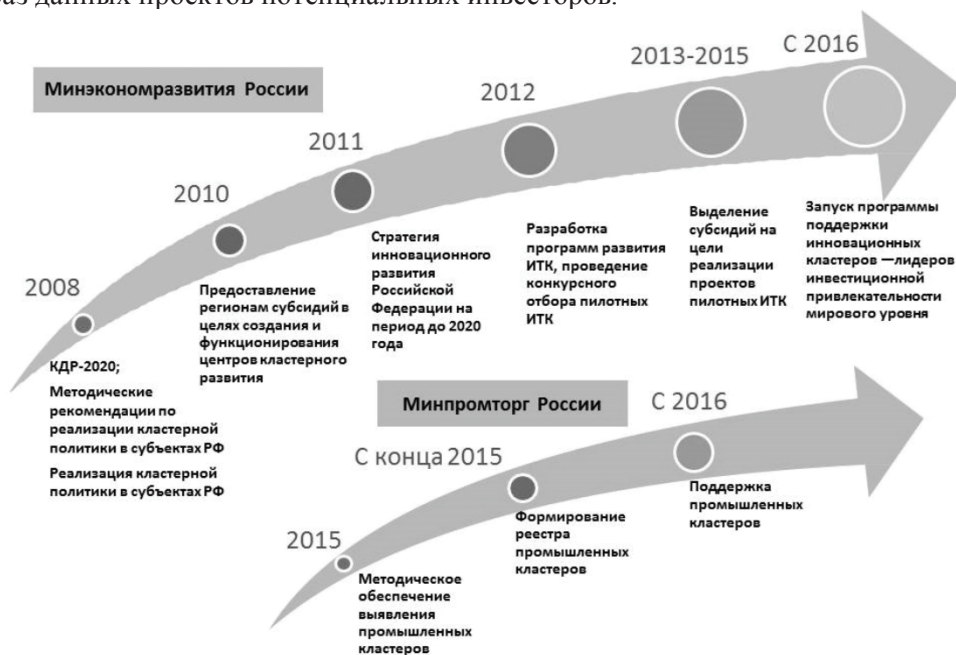 баз данных проектов потенциальных инвесторов.
Минэкономразвития России
2008
КДР-2020;
Методические
рекомендации по
реализации кластерной
политики в субъектах РФ
Реализация кластерной
политики в субъектах РФ
2010
Предоставление
регионам субсидий в
целях создания и
функционирования
центров кластерного
развития
2011
Стратегия
инновационного
развития
Российской
Федерации на
период до 2020
года
2012
Разработка
программ развития
ИТК, проведение
конкурсного
отбора пилотных
ИТК
2013-2015
Выделение
субсидий на
цели
реализации
проектов
пилотных ИТК
С 2016
Запуск программы
поддержки
инновационных
кластеров —лидеров
инвестиционной
привлекательности
мирового уровня
Минпромторг России
2015
Методическое
обеспечение
выявления
промышленных
кластеров
С конца 2015
Формирование
реестра
промышленных
кластеров
С 2016
Поддержка
промышленных
кластеров